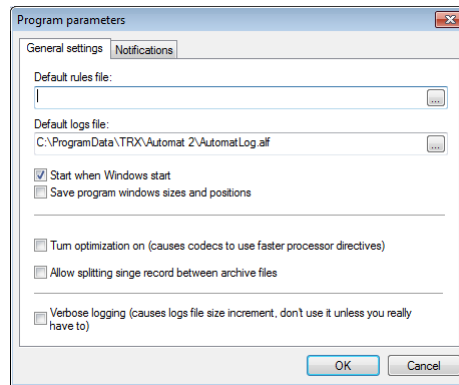 Program parameters
General settings
Notifications
Default rules file:
...
Default logs file:
C:\ProgramData\TRX\Automat 2\AutomatLog.alf
...
Start when Windows start
Save program windows sizes and positions
Turn optimization on (causes codecs to use faster processor directives)
Allow splitting singe record between archive files
Verbose logging (causes logs file size increment, don't use it unless you really
have to)
OK
Cancel